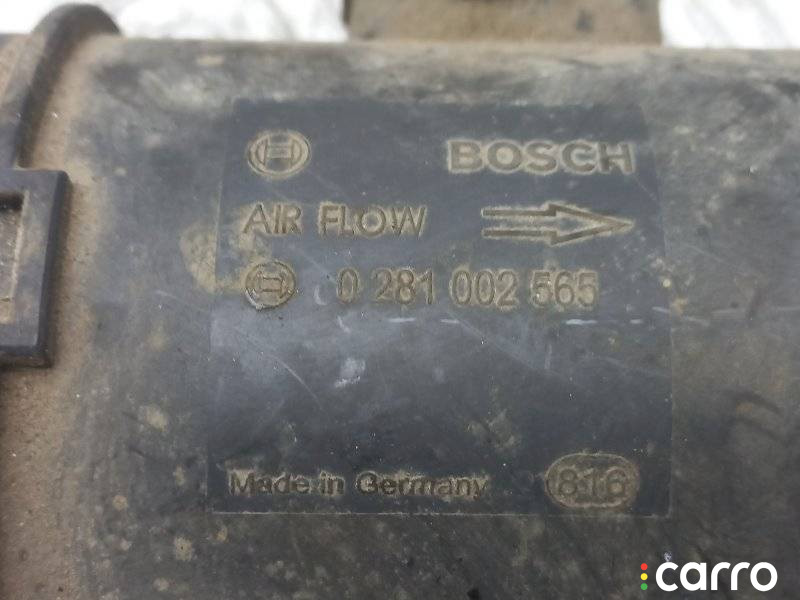 BOSCH
AIR FLOW
0 281 002 565
Made in Germany 816
carro